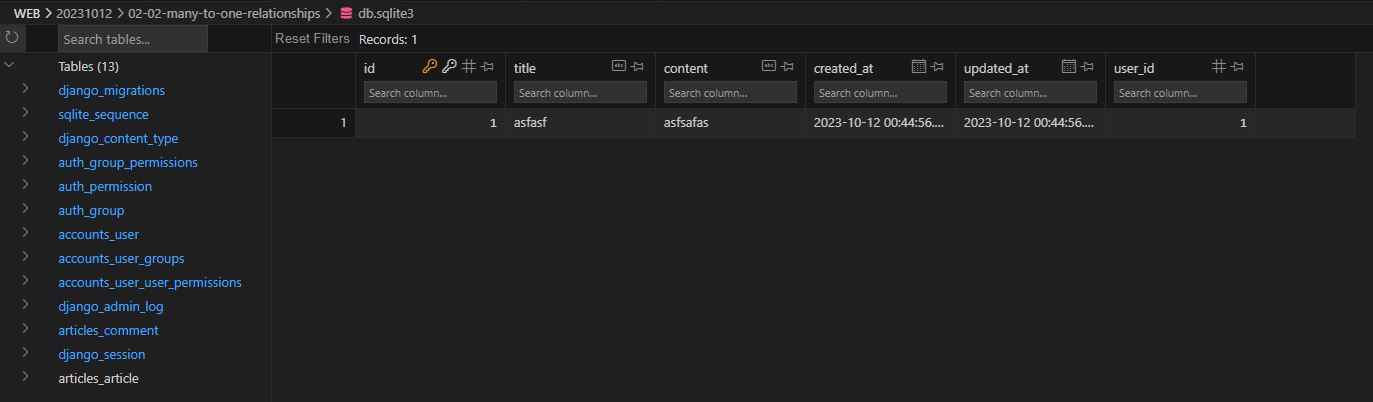 WEB > 20231012 > 02-02-many-to-one-relationships > db.sqlite3
Search tables...
Reset Filters Records: 1
Tables (13)
django_migrations
sqlite_sequence
django_content_type
auth_group_permissions
auth_permission
auth_group
accounts_user
accounts_user_groups
accounts_user_user_permissions
django_admin_log
articles_comment
django_session
articles_article
id title content created_at updated_at user_id
Search column... Search column... Search column... Search column... Search column... Search column...
1 1 asfasf asfsafas 2023-10-12 00:44:56.... 2023-10-12 00:44:56.... 1